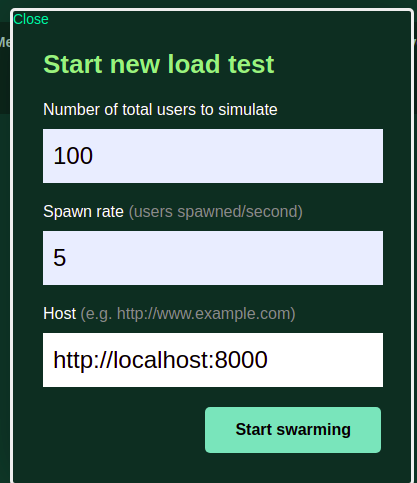 Close
Me
Start new load test
Number of total users to simulate
100
Spawn rate (users spawned/second)
5
Host (e.g. http://www.example.com)
http://localhost:8000
Start swarming